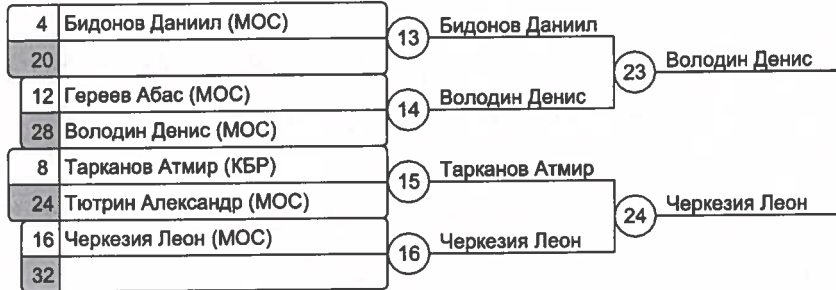 4 Бидонов Даниил (МОС)
20
13 Бидонов Даниил
23 Володин Денис
12 Гереев Абас (МОС)
14 Володин Денис
28 Володин Денис (МОС)
8 Тарканов Атмир (КБР)
15 Тарканов Атмир
24 Тютрин Александр (МОС)
24 Черкезия Леон
16 Черкезия Леон (МОС)
16 Черкезия Леон
32